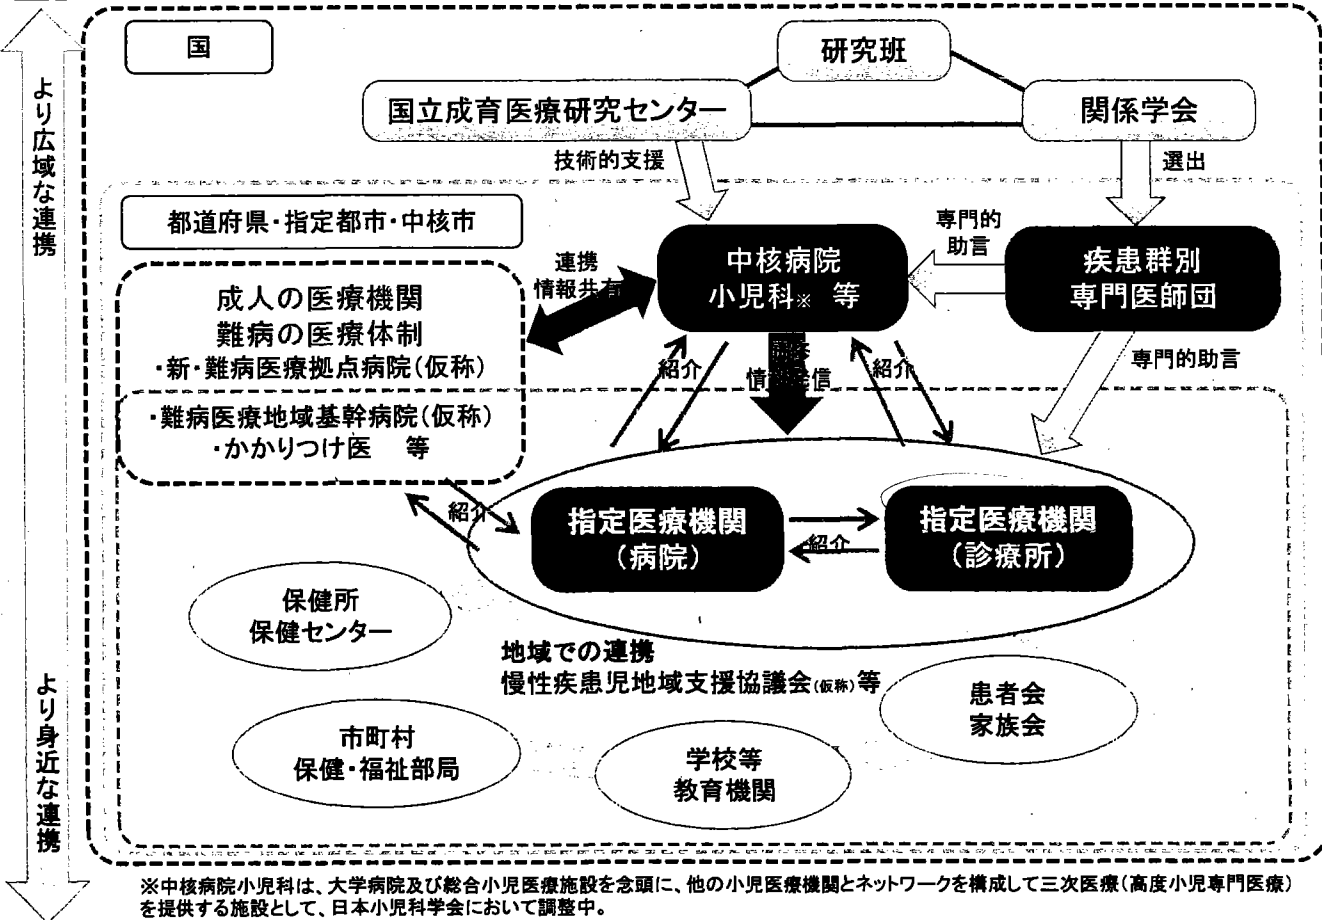 より広域な連携
より身近な連携
国
研究班
国立成育医療研究センター
関係学会
技術的支援
選出
都道府県・指定都市・中核市
連携
情報共有
中核病院
小児科※ 等
専門的
助言
疾患群別
専門医師団
成人の医療機関
難病の医療体制
・新・難病医療拠点病院(仮称)
・難病医療地域基幹病院(仮称)
・かかりつけ医 等
紹介
情 発信
紹介
専門的助言
紹介
指定医療機関
(病院)
紹介
指定医療機関
(診療所)
保健所
保健センター
地域での連携
慢性疾患児地域支援協議会(仮称)等
患者会
家族会
市町村
保健・福祉部局
学校等
教育機関
※中核病院小児科は、大学病院及び総合小児医療施設を念頭に、他の小児医療機関とネットワークを構成して三次医療(高度小児専門医療)
を提供する施設として、日本小児科学会において調整中。